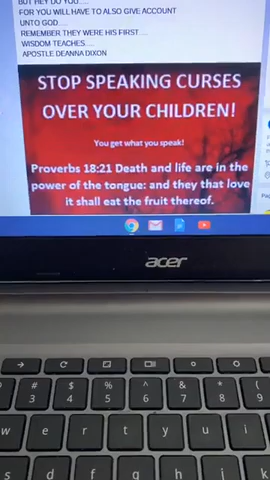 BUT HEY DO YOU.....
FOR YOU WILL HAVE TO ALSO GIVE ACCOUNT
UNTO GOD.....
REMEMBER THEY WERE HIS FIRST.....
WISDOM TEACHES.....
APOSTLE DEANNA DIXON
STOP SPEAKING CURSES
OVER YOUR CHILDREN!
You get what you speak!
Proverbs 18:21 Death and life are in the
power of the tongue: and they that love
it shall eat the fruit thereof.
acer
# $ % ^ & * (
3 4 5 6 7 8 9
w e r t y u i
s d f g h j k